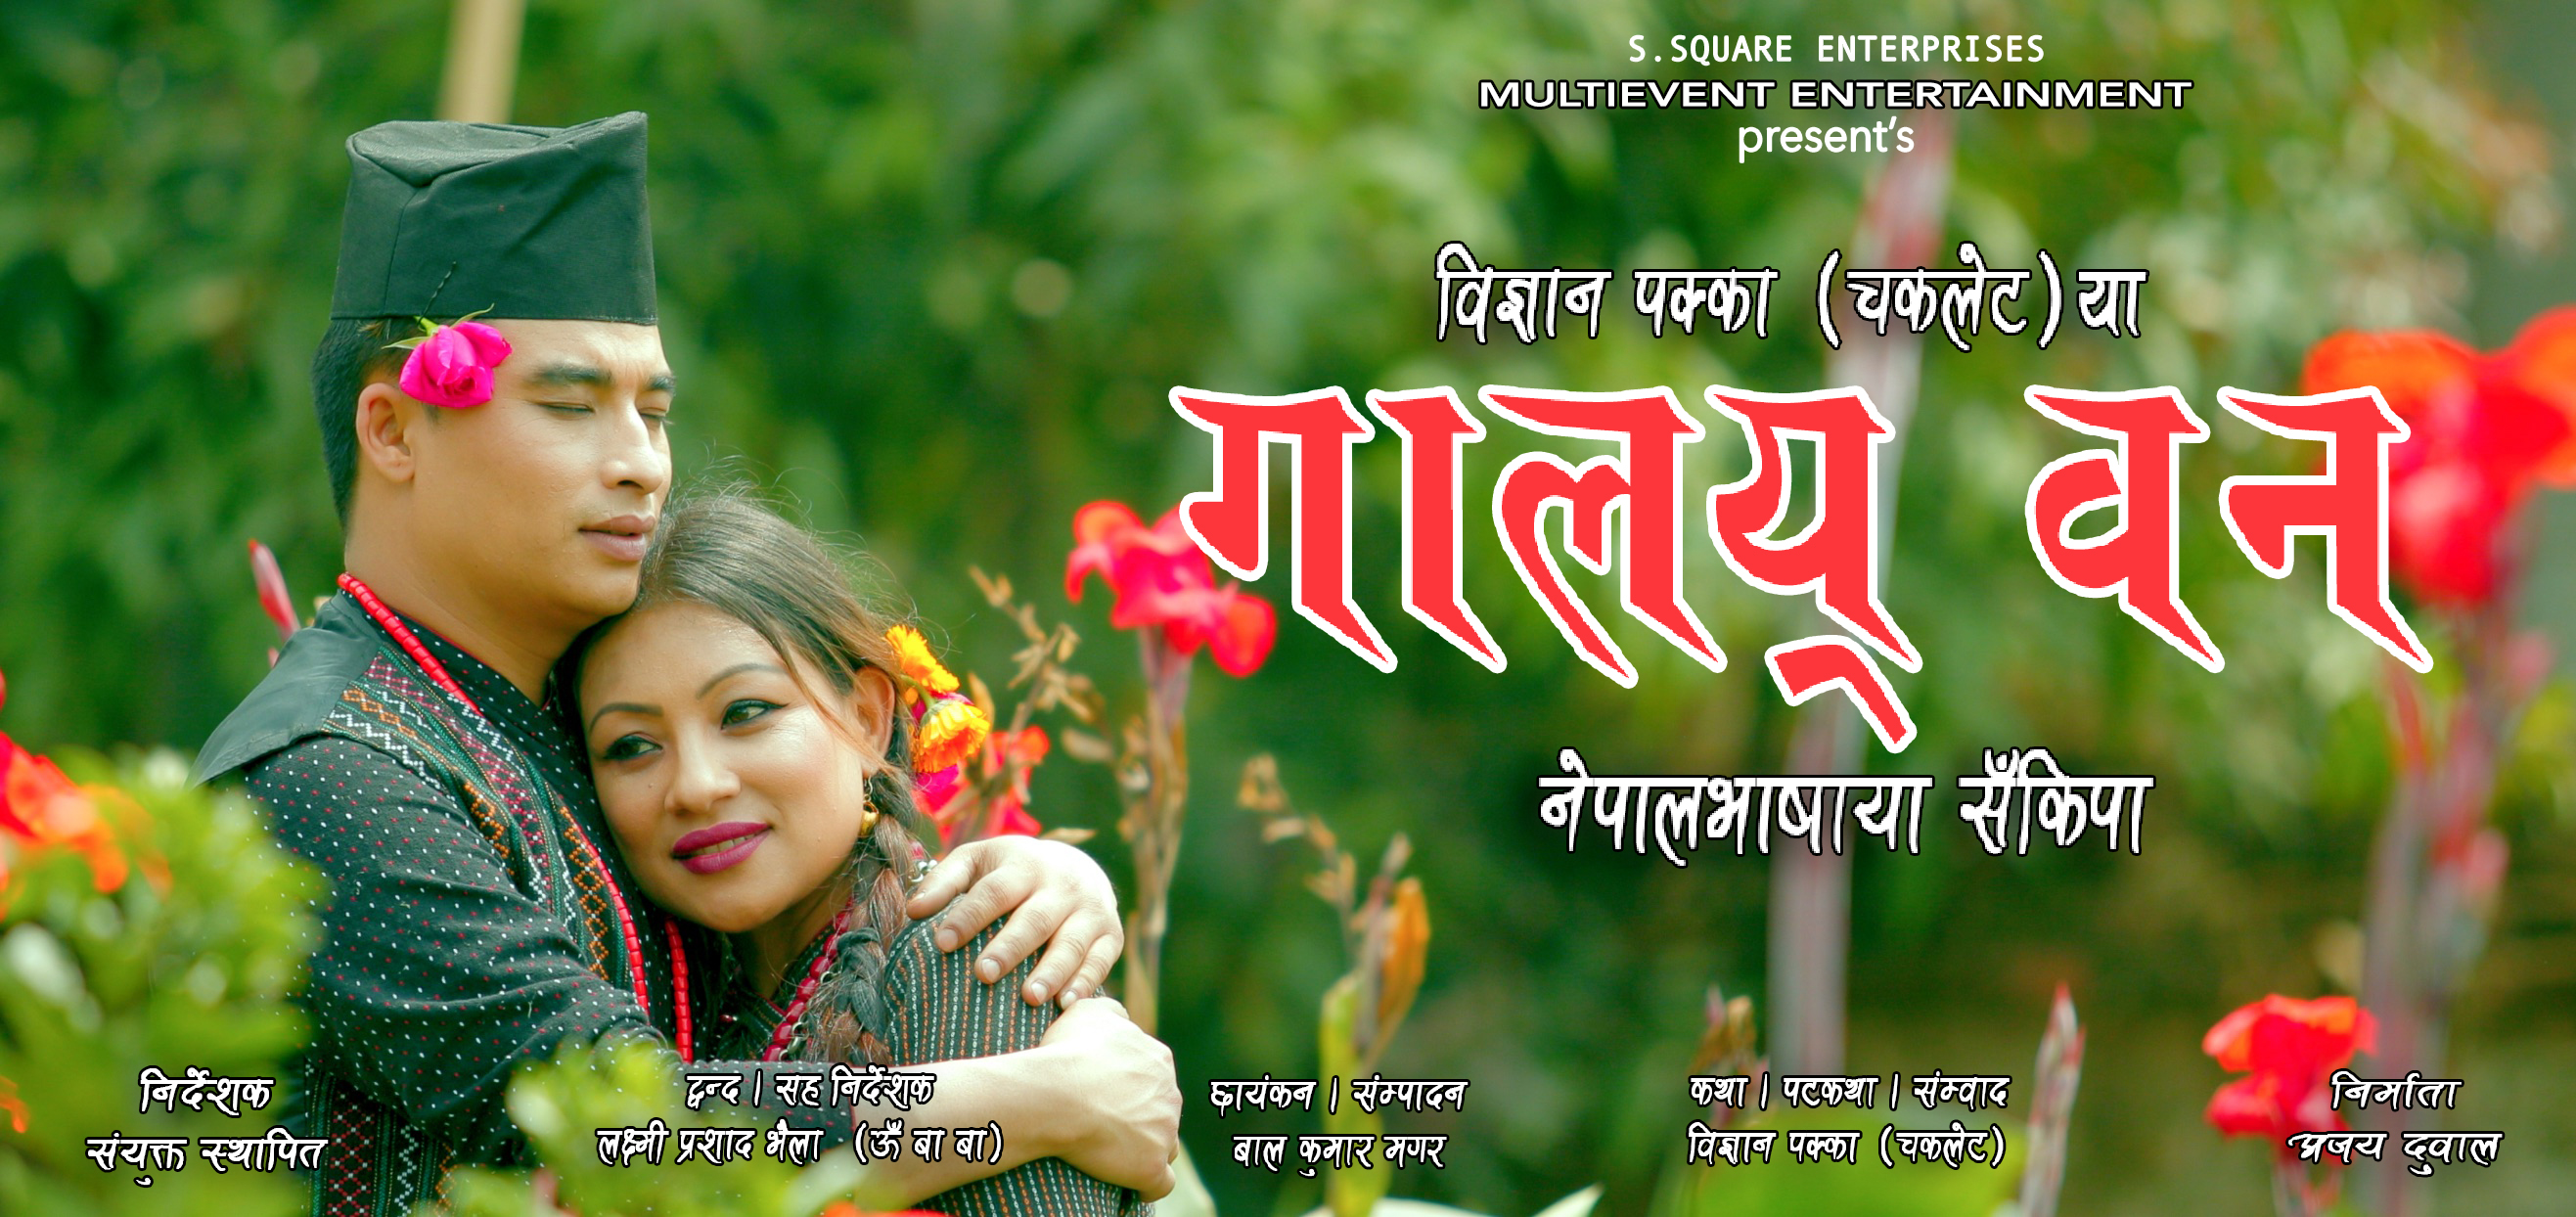 S.SQUARE ENTERPRISES
MULTIEVENT ENTERTAINMENT
present's
विज्ञान पक्का (चकलेट) या
गालयू वन
नेपालभाषाया सँकिपा
निर्देशक
संयुक्त स्थापित
द्वन्द । सह निर्देशक
लक्ष्मी प्रशाद भैला (ऊँ बा बा)
छायंकन । संम्पादन
बाल कुमार मगर
कथा । पटकथा । संम्वाद
विज्ञान पक्का (चकलेट)
निर्माता
अजय दुवाल